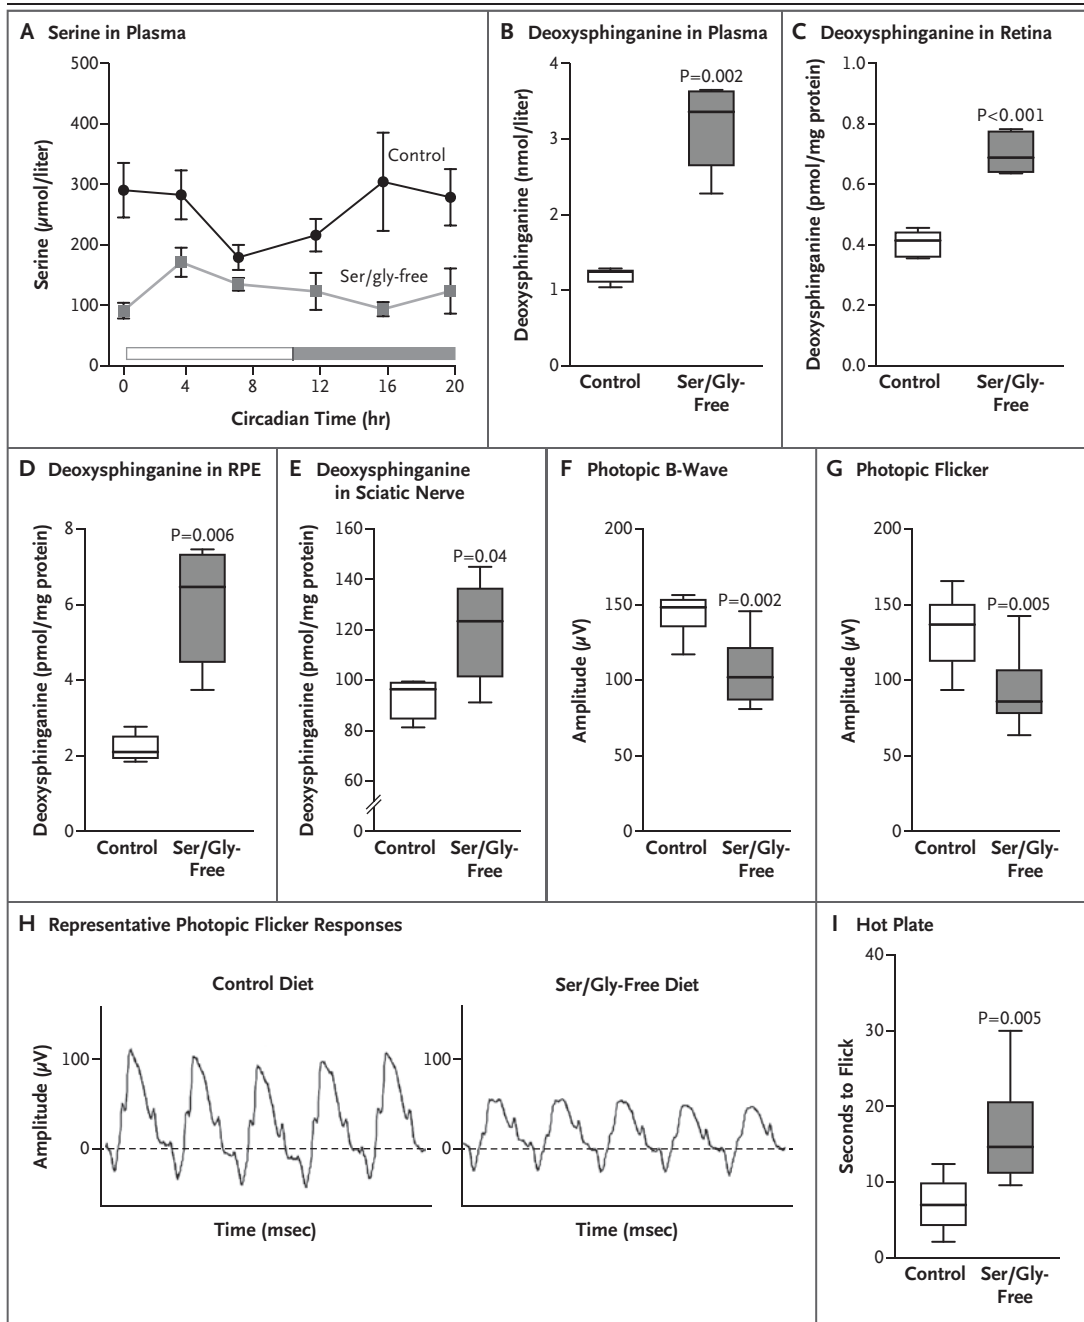 A Serine in Plasma
500
400
300
200
100
0
Serine (µmol/liter)
Control
Ser/gly-free
0 4 8 12 16 20
Circadian Time (hr)
B Deoxysphinganine in Plasma
4
3
2
1
0
Deoxysphinganine (nmol/liter)
P=0.002
Control Ser/Gly-
Free
C Deoxysphinganine in Retina
1.0
0.8
0.6
0.4
0.2
0.0
Deoxysphinganine (pmol/mg protein)
P<0.001
Control Ser/Gly-
Free
D Deoxysphinganine in RPE
8
6
4
2
0
Deoxysphinganine (pmol/mg protein)
P=0.006
Control Ser/Gly-
Free
E Deoxysphinganine
in Sciatic Nerve
160
140
120
100
80
60
0
Deoxysphinganine (pmol/mg protein)
P=0.04
Control Ser/Gly-
Free
F Photopic B-Wave
200
150
100
50
0
Amplitude (µV)
P=0.002
Control Ser/Gly-
Free
G Photopic Flicker
200
150
100
50
0
Amplitude (µV)
P=0.005
Control Ser/Gly-
Free
H Representative Photopic Flicker Responses
Control Diet
100
0
Amplitude (µV)
Time (msec)
Ser/Gly-Free Diet
100
0
Time (msec)
I Hot Plate
40
30
20
10
0
Seconds to Flick
P=0.005
Control Ser/Gly-
Free